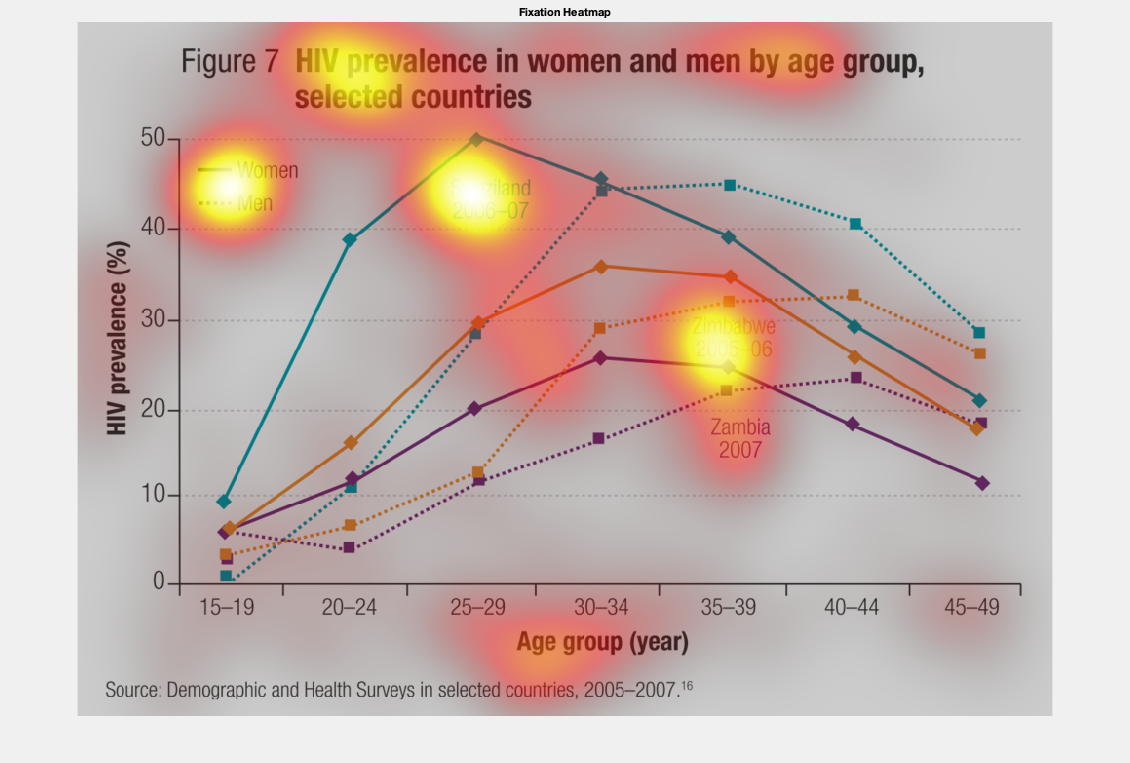 Fixation Heatmap
Figure 7 HIV prevalence in women and men by age group,
selected countries
HIV prevalence (%)
50
40
30
20
10
0
Women
Men
Swaziland
2006–07
Zimbabwe
2005–06
Zambia
2007
15–19 20–24 25–29 30–34 35–39 40–44 45–49
Age group (year)
Source: Demographic and Health Surveys in selected countries, 2005–2007.16